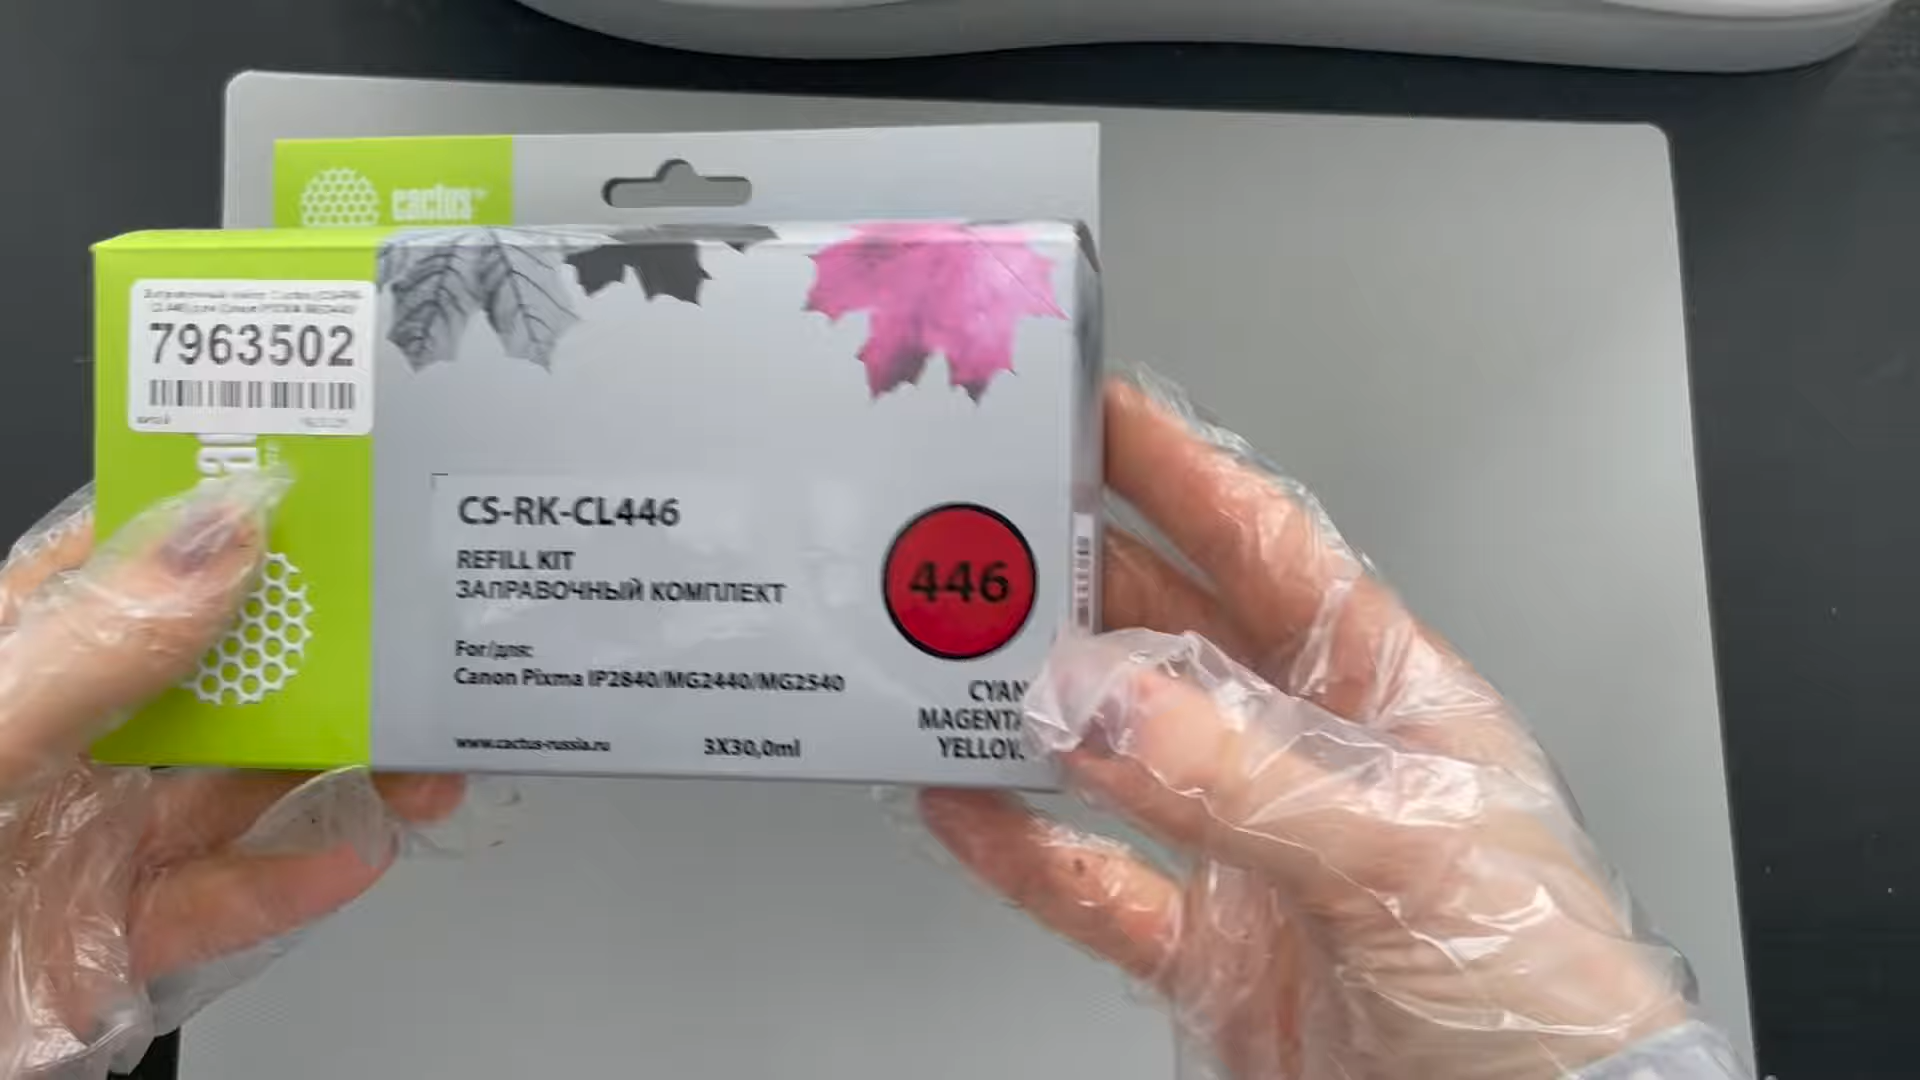 cactus
7963502
CS-RK-CL446
REFILL KIT
ЗАПРАВОЧНЫЙ КОМПЛЕКТ
446
For/для:
Canon Pixma IP2840/MG2440/MG2540
CYAN
MAGENTA
YELLOW
www.cactus-russia.ru
3X30,0ml